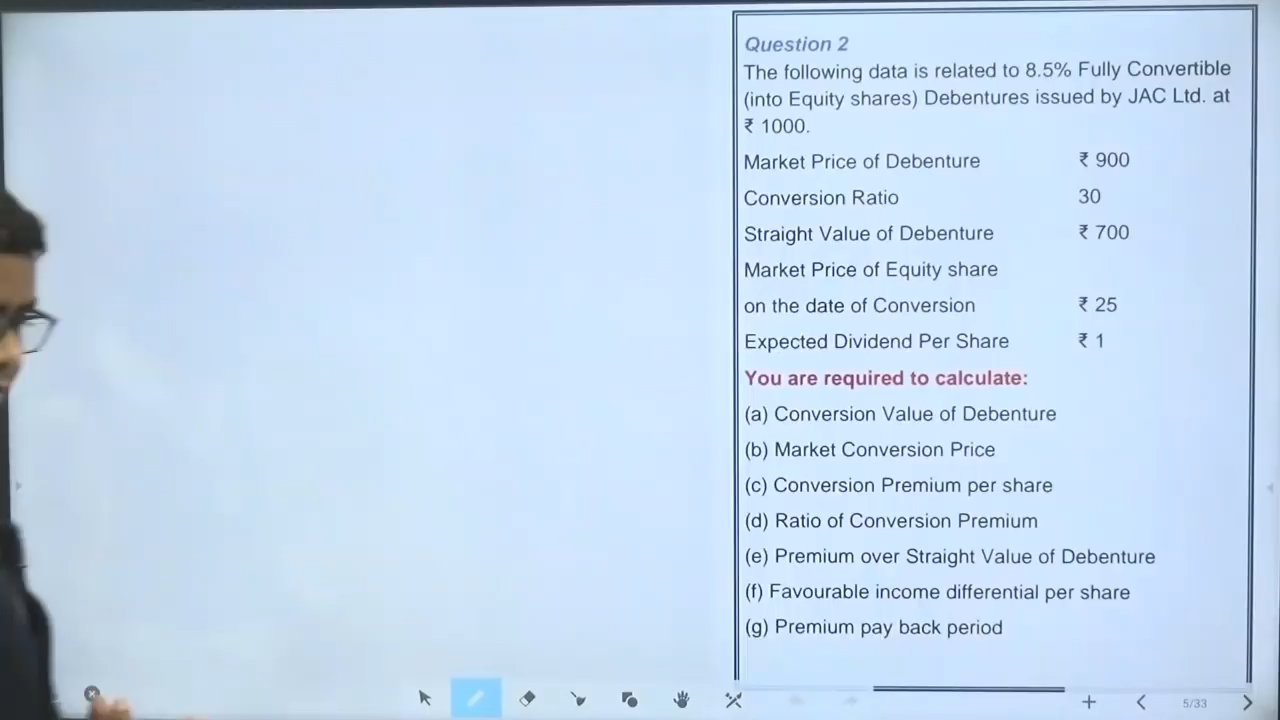 Question 2
The following data is related to 8.5% Fully Convertible
(into Equity shares) Debentures issued by JAC Ltd. at
₹ 1000.
Market Price of Debenture ₹ 900
Conversion Ratio 30
Straight Value of Debenture ₹ 700
Market Price of Equity share
on the date of Conversion ₹ 25
Expected Dividend Per Share ₹ 1
You are required to calculate:
(a) Conversion Value of Debenture
(b) Market Conversion Price
(c) Conversion Premium per share
(d) Ratio of Conversion Premium
(e) Premium over Straight Value of Debenture
(f) Favourable income differential per share
(g) Premium pay back period
5/33